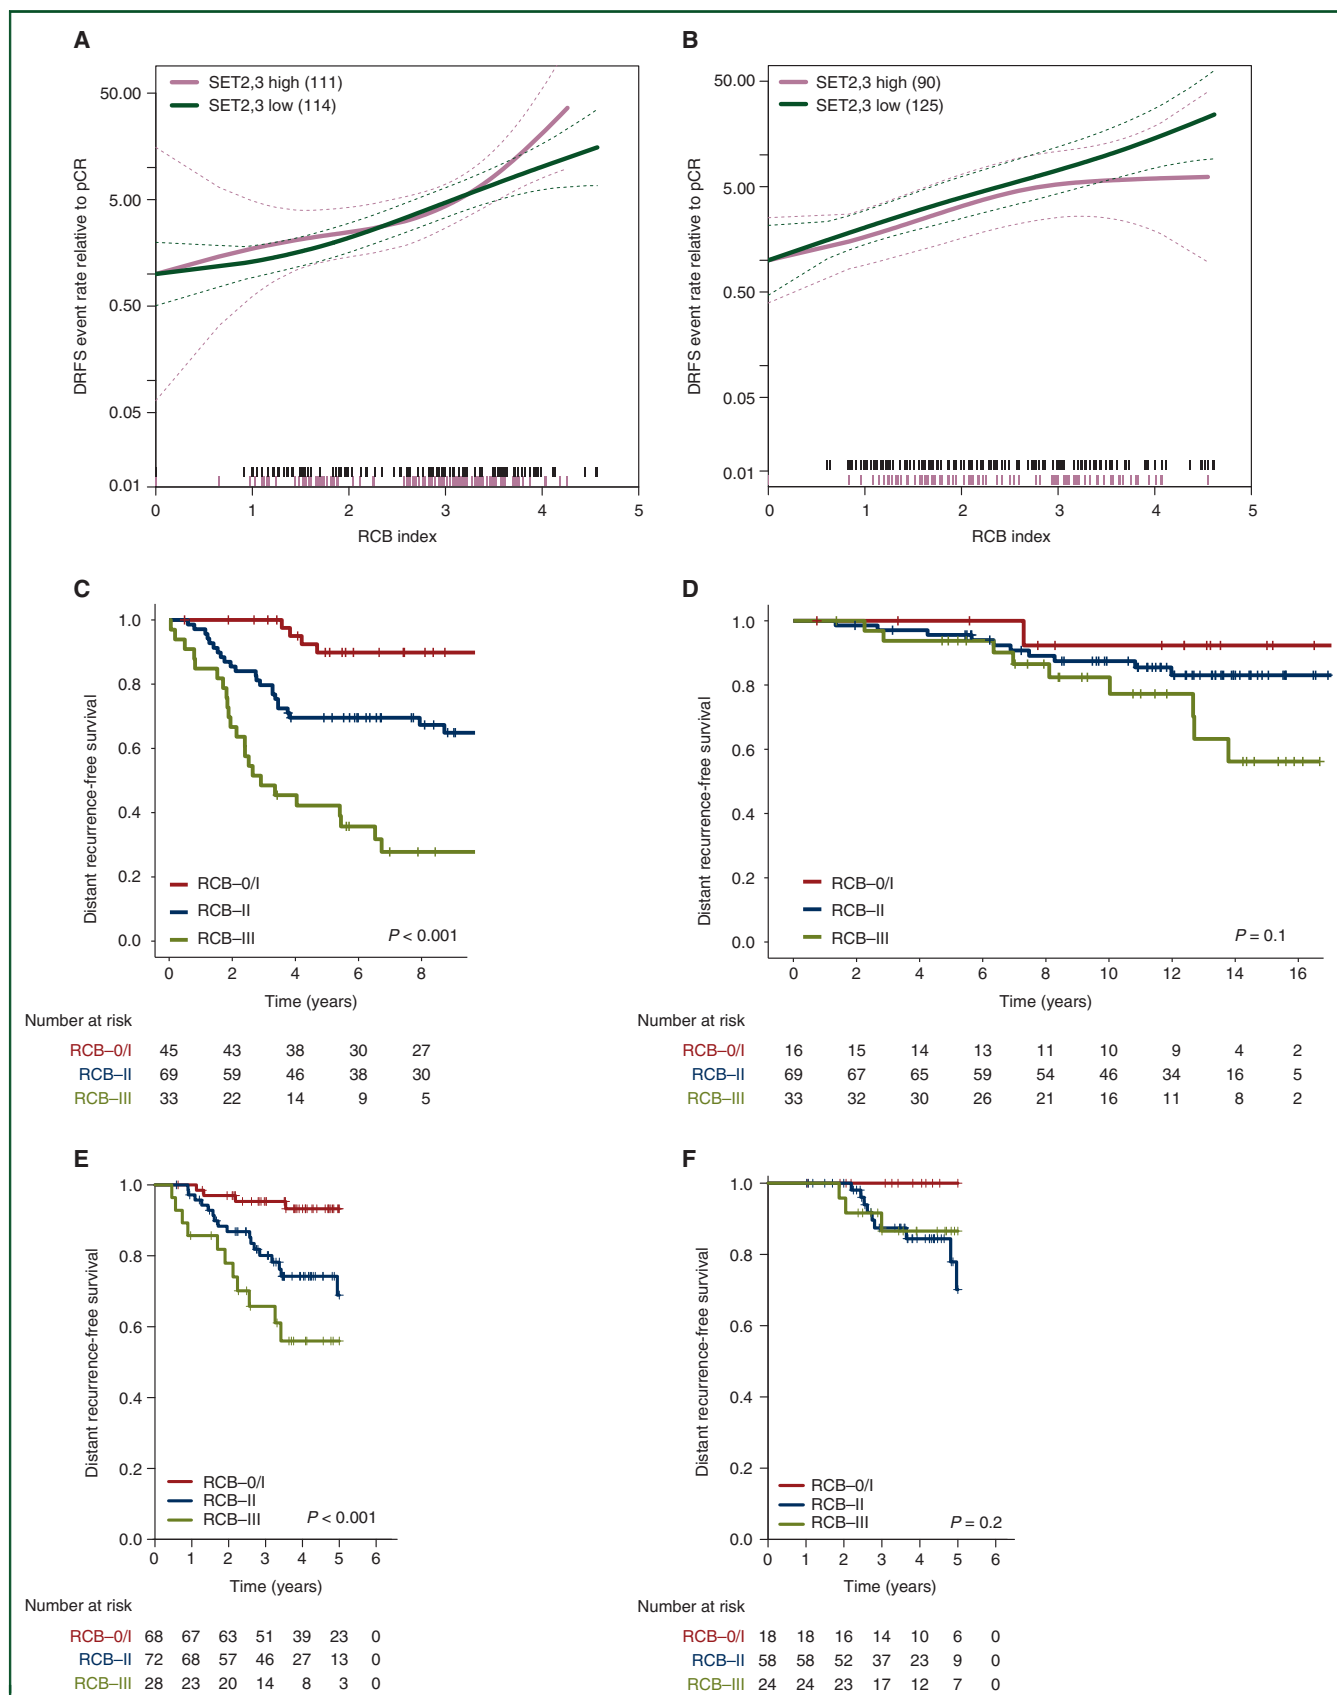 A
SET2,3 high (111)
SET2,3 low (114)
DRFS event rate relative to pCR
50.00
5.00
0.50
0.05
0.01
0 1 2 3 4 5
RCB index
B
SET2,3 high (90)
SET2,3 low (125)
DRFS event rate relative to pCR
50.00
5.00
0.50
0.05
0.01
0 1 2 3 4 5
RCB index
C
Distant recurrence-free survival
1.0
0.8
0.6
0.4
0.2
0.0
RCB–0/I
RCB–II
RCB–III
P < 0.001
0 2 4 6 8
Time (years)
Number at risk
RCB–0/I 45 43 38 30 27
RCB–II 69 59 46 38 30
RCB–III 33 22 14 9 5
D
Distant recurrence-free survival
1.0
0.8
0.6
0.4
0.2
0.0
RCB–0/I
RCB–II
RCB–III
P = 0.1
0 2 4 6 8 10 12 14 16
Time (years)
Number at risk
RCB–0/I 16 15 14 13 11 10 9 4 2
RCB–II 69 67 65 59 54 46 34 16 5
RCB–III 33 32 30 26 21 16 11 8 2
E
Distant recurrence-free survival
1.0
0.8
0.6
0.4
0.2
0.0
RCB–0/I
RCB–II
RCB–III
P < 0.001
0 1 2 3 4 5 6
Time (years)
Number at risk
RCB–0/I 68 67 63 51 39 23 0
RCB–II 72 68 57 46 27 13 0
RCB–III 28 23 20 14 8 3 0
F
Distant recurrence-free survival
1.0
0.8
0.6
0.4
0.2
0.0
RCB–0/I
RCB–II
RCB–III
P = 0.2
0 1 2 3 4 5 6
Time (years)
Number at risk
RCB–0/I 18 18 16 14 10 6 0
RCB–II 58 58 52 37 23 9 0
RCB–III 24 24 23 17 12 7 0